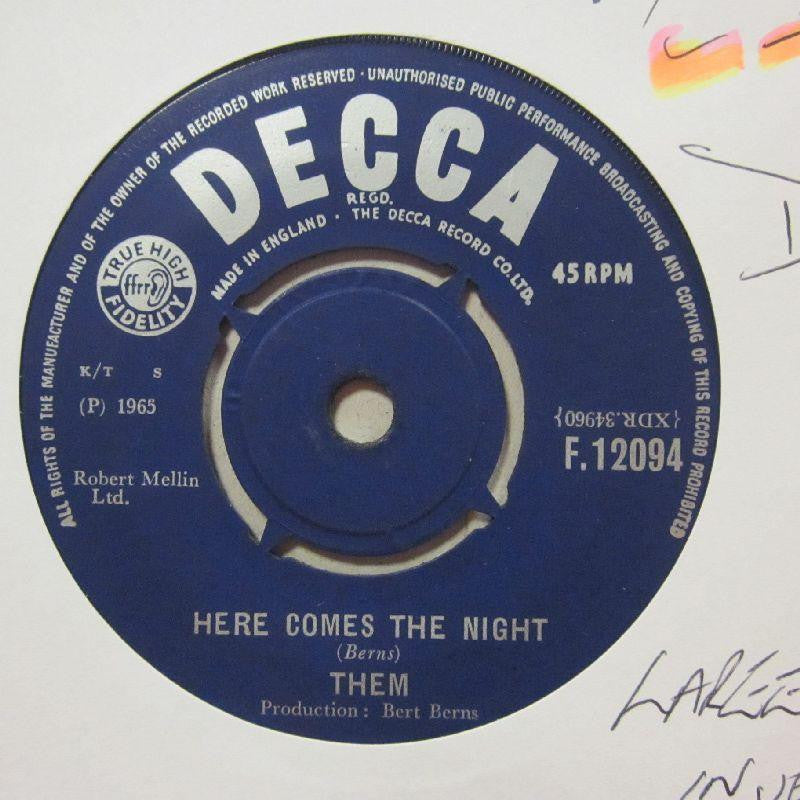 ALL RIGHTS OF THE MANUFACTURER AND OF THE OWNER OF THE RECORDED WORK RESERVED · UNAUTHORISED PUBLIC PERFORMANCE BROADCASTING AND COPYING OF THIS RECORD PROHIBITED
DECCA
REGD.
MADE IN ENGLAND · THE DECCA RECORD CO. LTD.
TRUE HIGH
ffrr
FIDELITY
45 RPM
K/T S
(P) 1965
{XDR.34960}
F.12094
Robert Mellin
Ltd.
HERE COMES THE NIGHT
(Berns)
THEM
Production: Bert Berns